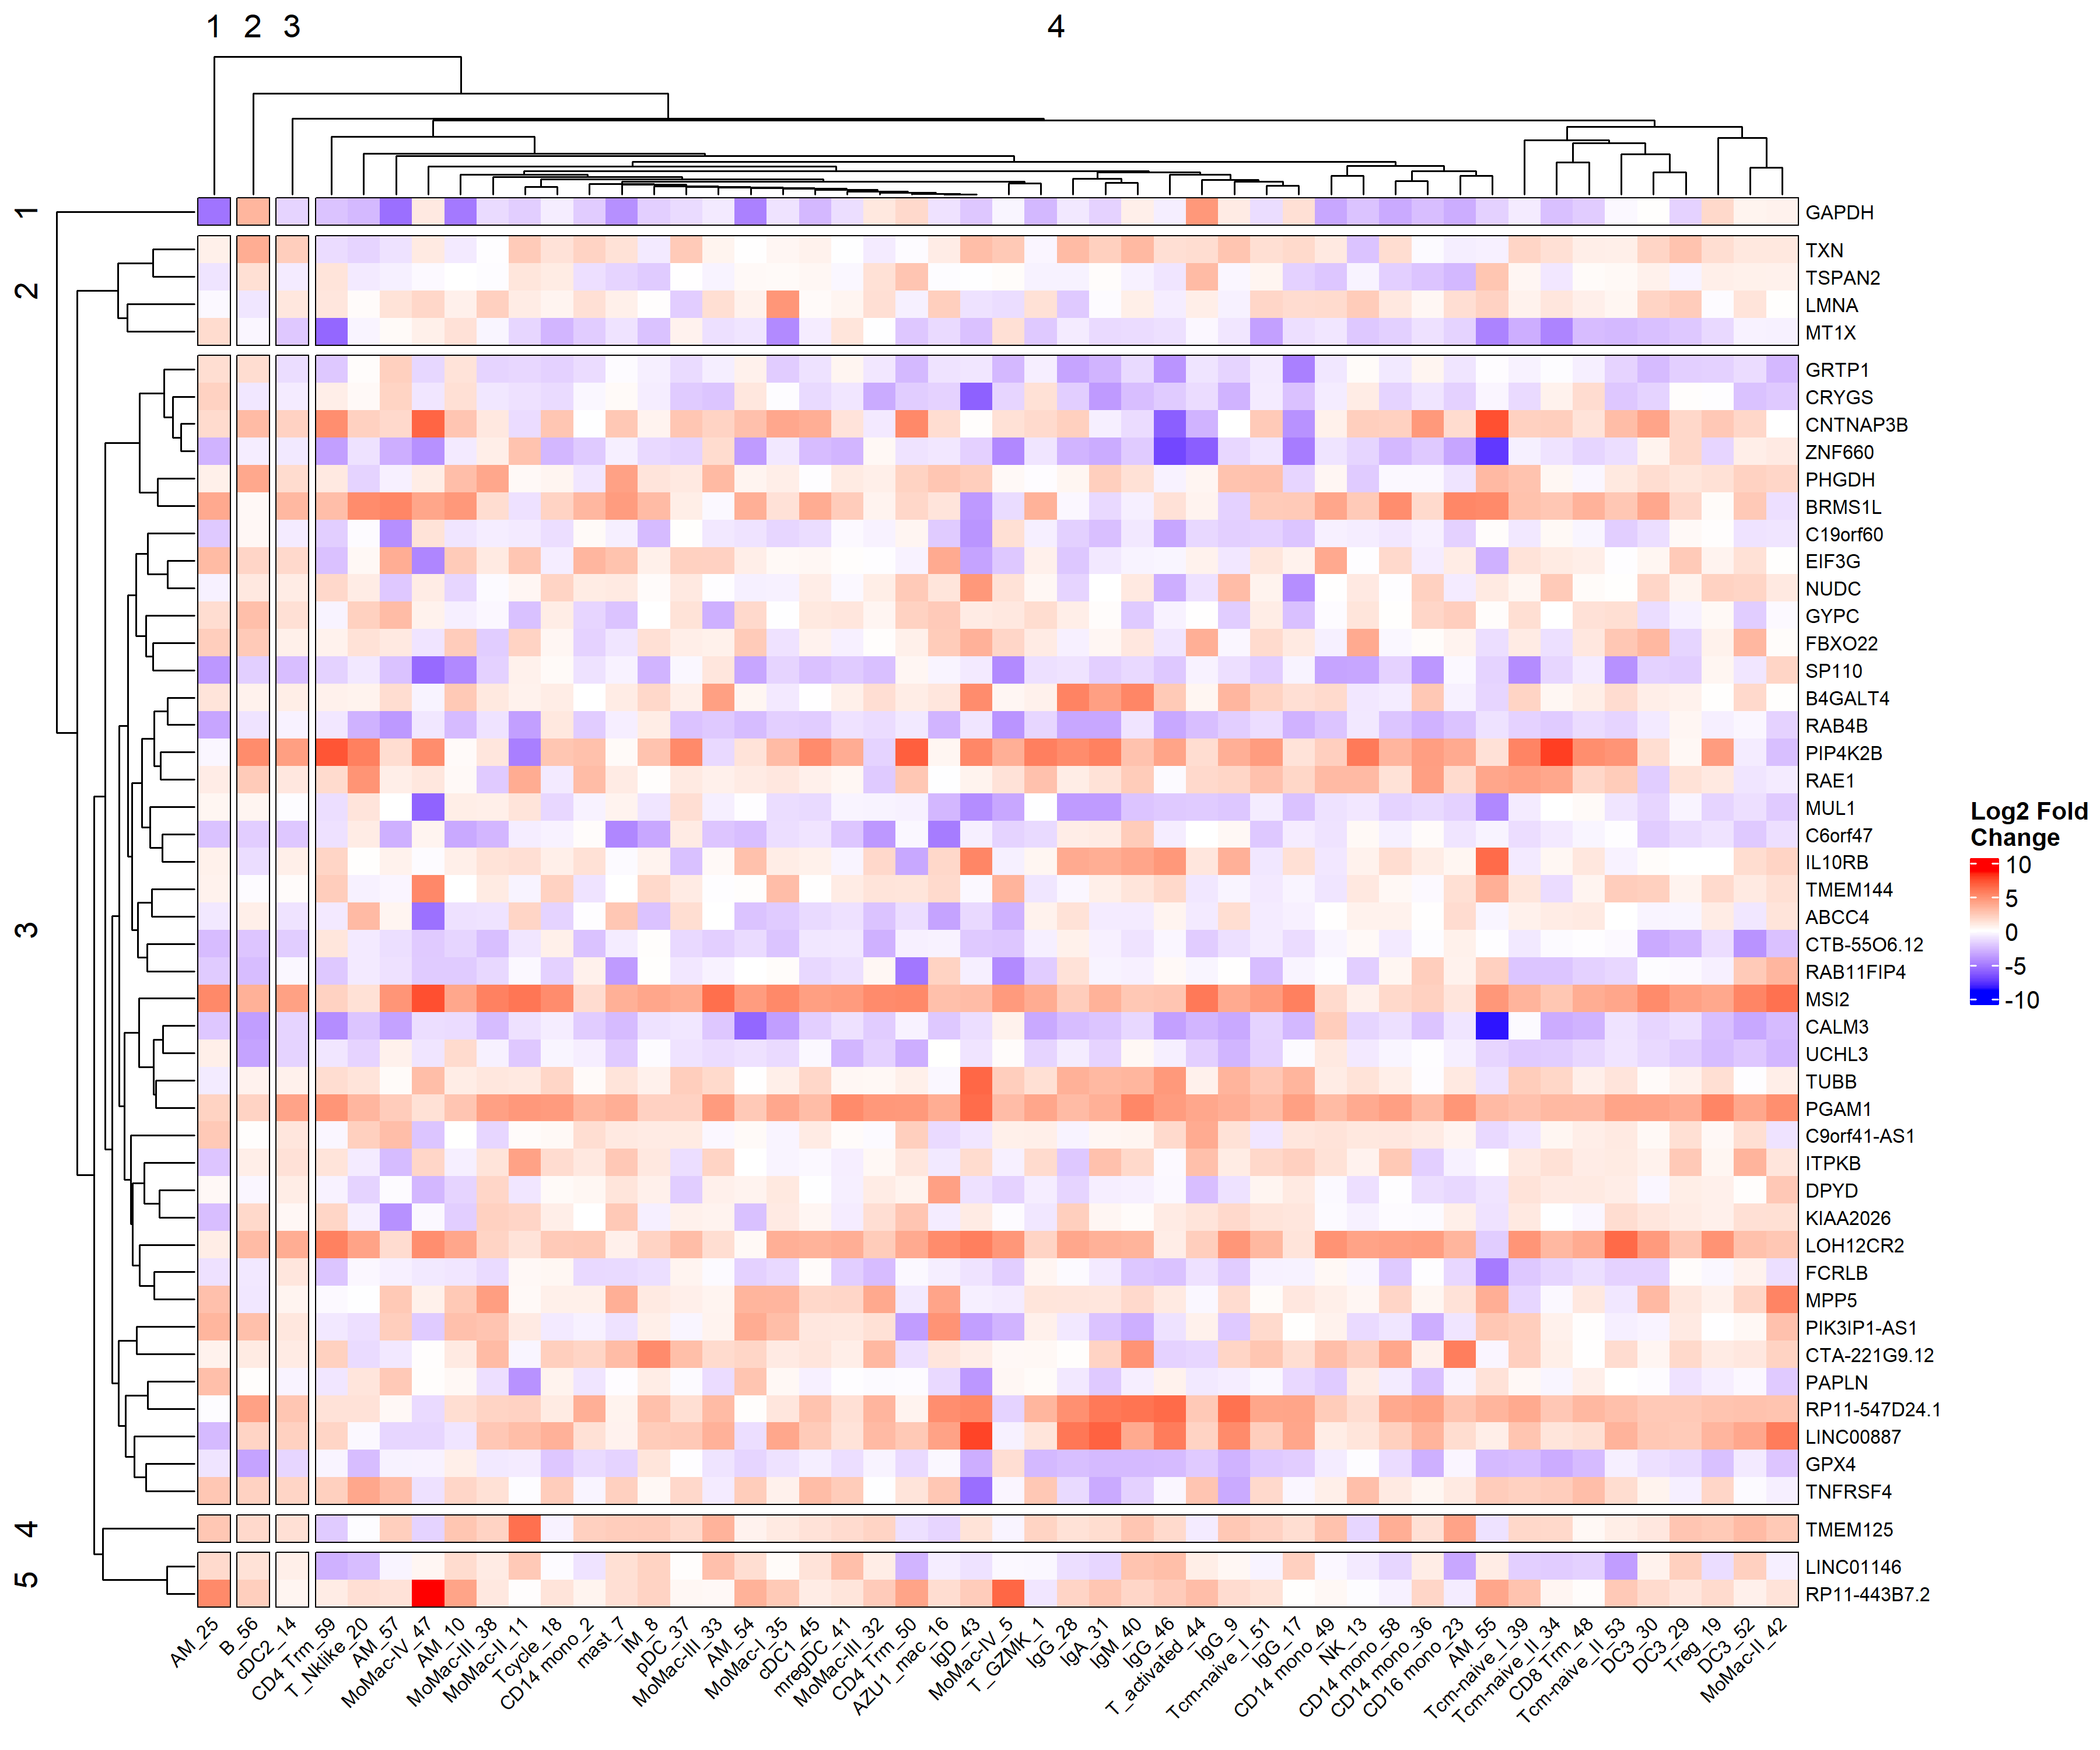 1 2 3 4
1
2
3
4
5
GAPDH
TXN
TSPAN2
LMNA
MT1X
GRTP1
CRYGS
CNTNAP3B
ZNF660
PHGDH
BRMS1L
C19orf60
EIF3G
NUDC
GYPC
FBXO22
SP110
B4GALT4
RAB4B
PIP4K2B
RAE1
MUL1
C6orf47
IL10RB
TMEM144
ABCC4
CTB-55O6.12
RAB11FIP4
MSI2
CALM3
UCHL3
TUBB
PGAM1
C9orf41-AS1
ITPKB
DPYD
KIAA2026
LOH12CR2
FCRLB
MPP5
PIK3IP1-AS1
CTA-221G9.12
PAPLN
RP11-547D24.1
LINC00887
GPX4
TNFRSF4
TMEM125
LINC01146
RP11-443B7.2
Log2 Fold
Change
10
5
0
-5
-10
AM_25
B_56
cDC2_14
CD4 Trm_59
T_Nklike_20
AM_57
MoMac-IV_47
AM_10
MoMac-III_38
MoMac-II_11
Tcycle_18
CD14 mono_2
mast_7
IM_8
pDC_37
MoMac-III_33
AM_54
MoMac-I_35
cDC1_45
mregDC_41
MoMac-III_32
CD4 Trm_50
AZU1_mac_16
IgD_43
MoMac-IV_5
T_GZMK_1
IgG_28
IgA_31
IgM_40
IgG_46
T_activated_44
IgG_9
Tcm-naive_I_51
IgG_17
CD14 mono_49
NK_13
CD14 mono_58
CD14 mono_36
CD16 mono_23
AM_55
Tcm-naive_I_39
Tcm-naive_II_34
CD8 Trm_48
Tcm-naive_II_53
DC3_30
DC3_29
Treg_19
DC3_52
MoMac-II_42